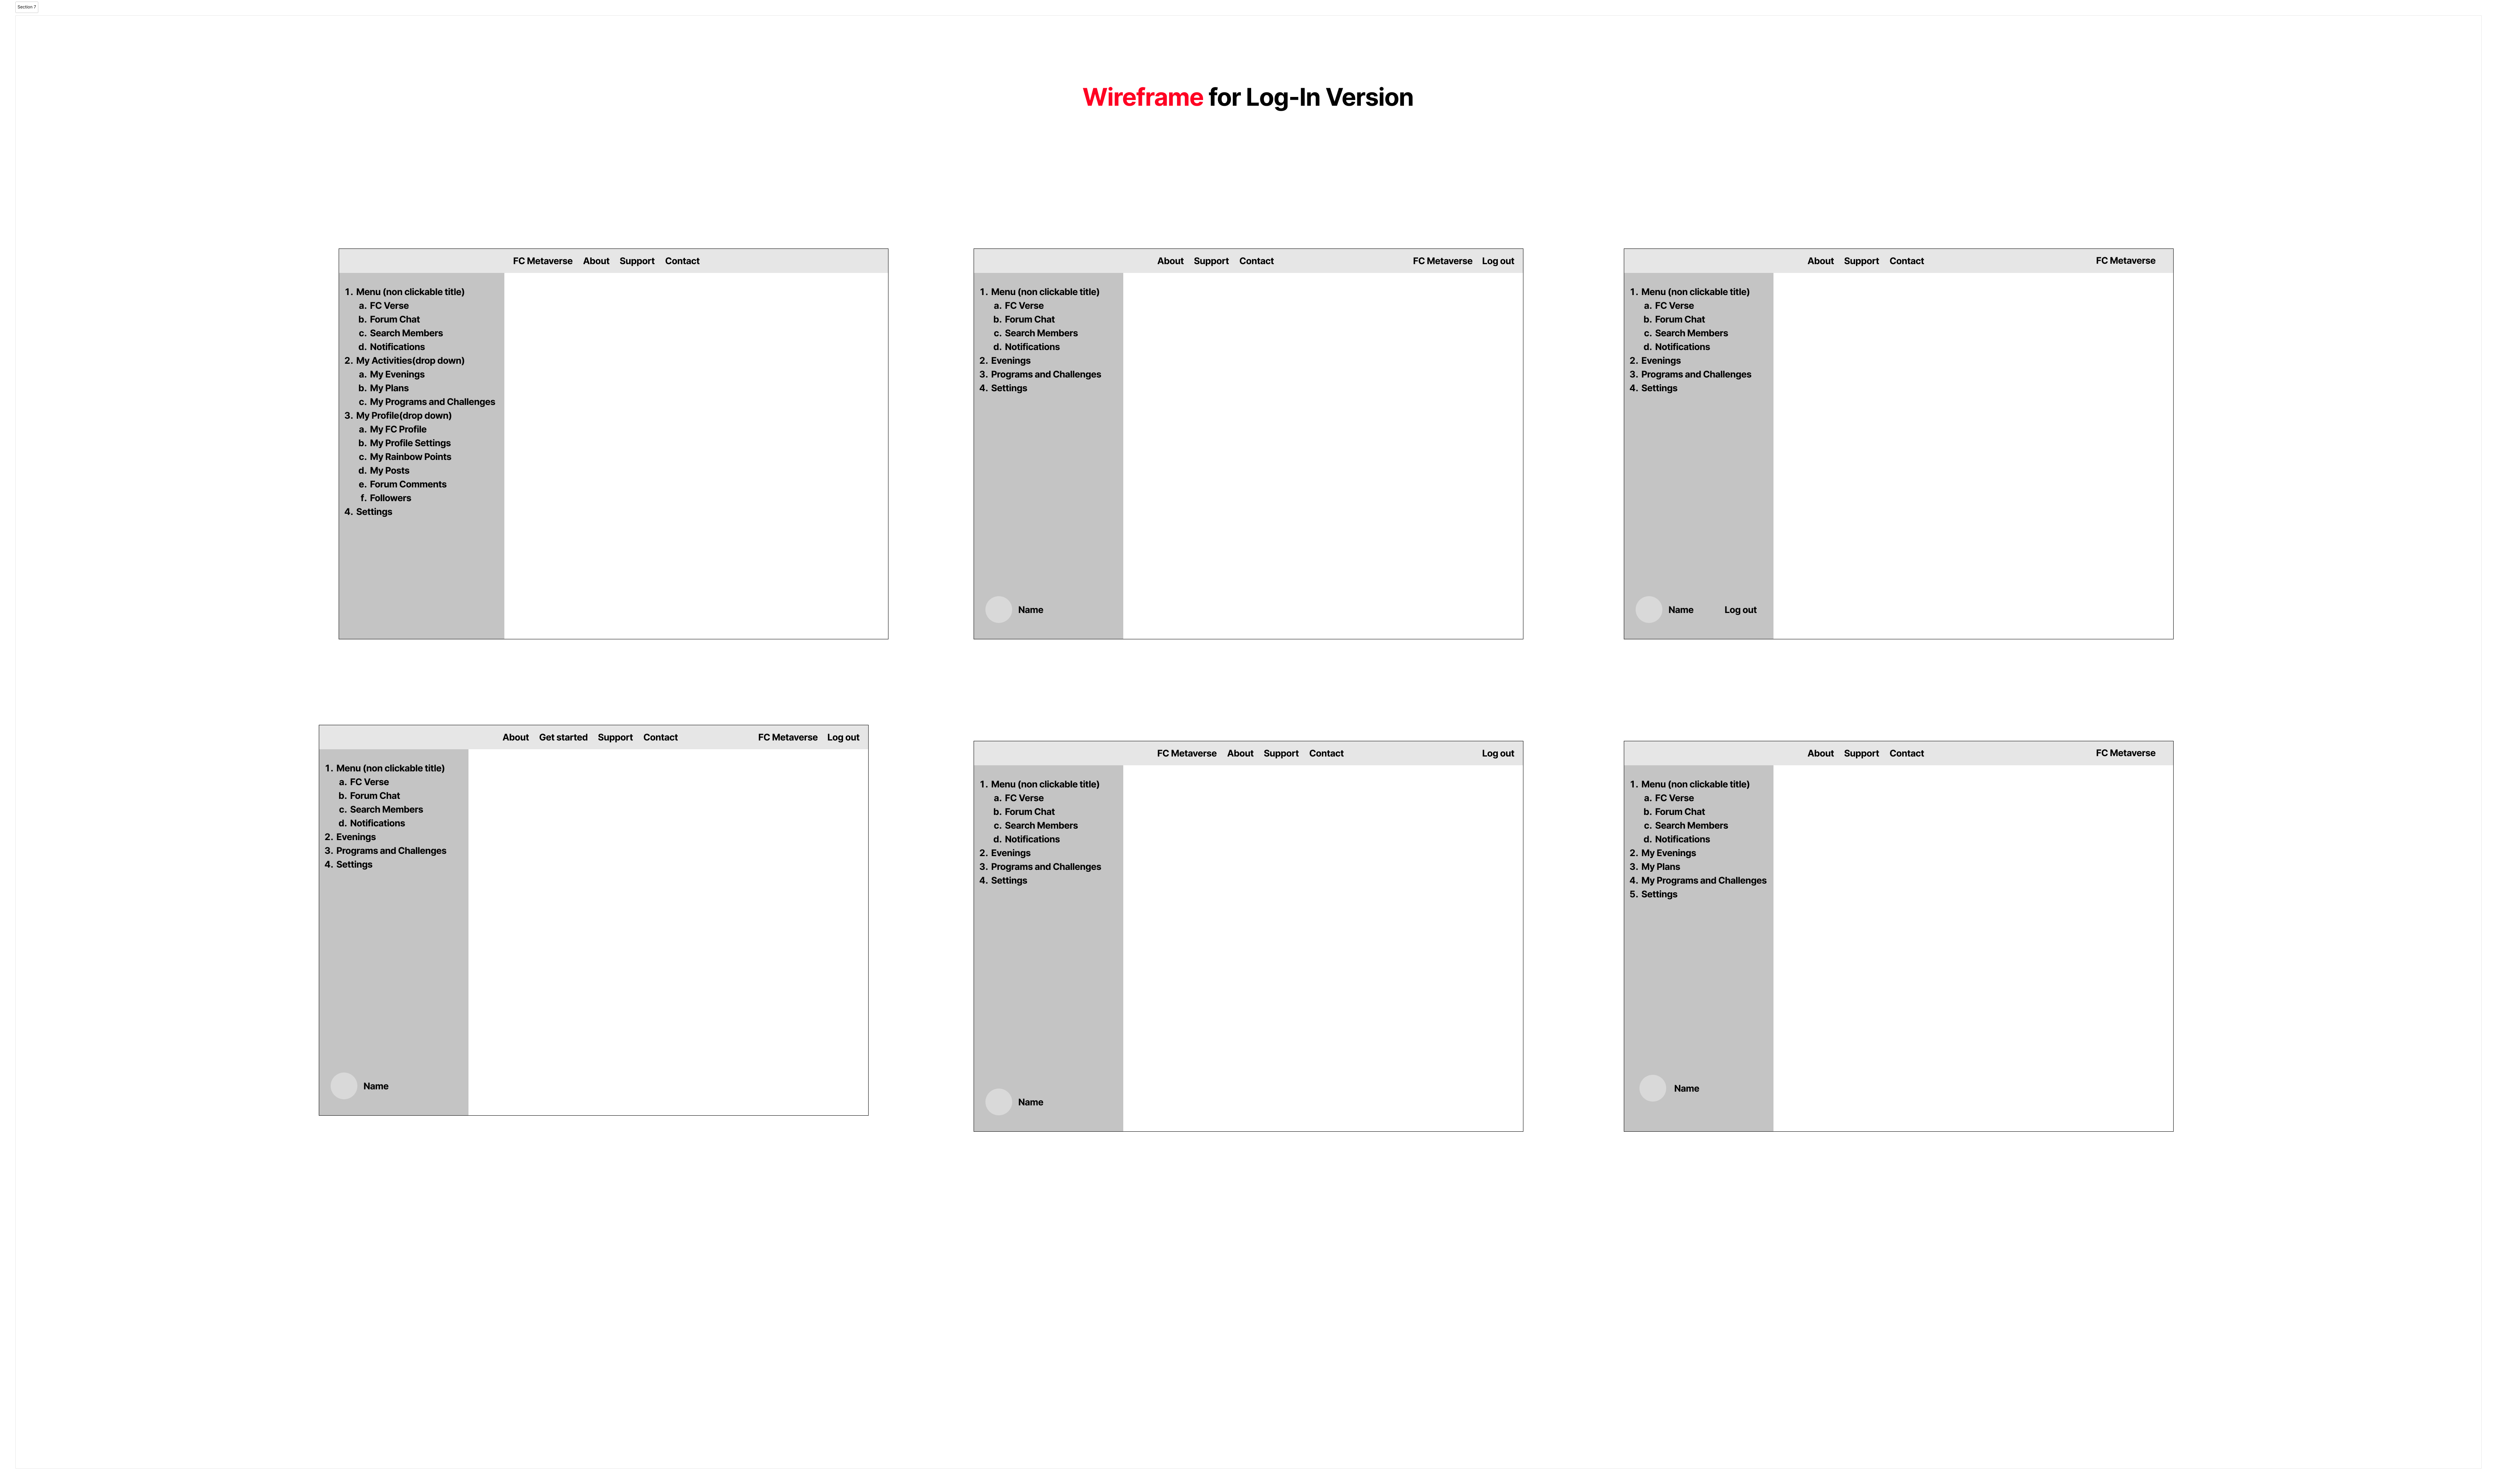 Section 7
Wireframe for Log-In Version
FC Metaverse About Support Contact
1. Menu (non clickable title)
a. FC Verse
b. Forum Chat
c. Search Members
d. Notifications
2. My Activities(drop down)
a. My Evenings
b. My Plans
c. My Programs and Challenges
3. My Profile(drop down)
a. My FC Profile
b. My Profile Settings
c. My Rainbow Points
d. My Posts
e. Forum Comments
f. Followers
4. Settings
About Support Contact FC Metaverse Log out
1. Menu (non clickable title)
a. FC Verse
b. Forum Chat
c. Search Members
d. Notifications
2. Evenings
3. Programs and Challenges
4. Settings
Name
About Support Contact FC Metaverse
1. Menu (non clickable title)
a. FC Verse
b. Forum Chat
c. Search Members
d. Notifications
2. Evenings
3. Programs and Challenges
4. Settings
Name Log out
About Get started Support Contact FC Metaverse Log out
1. Menu (non clickable title)
a. FC Verse
b. Forum Chat
c. Search Members
d. Notifications
2. Evenings
3. Programs and Challenges
4. Settings
Name
FC Metaverse About Support Contact Log out
1. Menu (non clickable title)
a. FC Verse
b. Forum Chat
c. Search Members
d. Notifications
2. Evenings
3. Programs and Challenges
4. Settings
Name
About Support Contact FC Metaverse
1. Menu (non clickable title)
a. FC Verse
b. Forum Chat
c. Search Members
d. Notifications
2. My Evenings
3. My Plans
4. My Programs and Challenges
5. Settings
Name